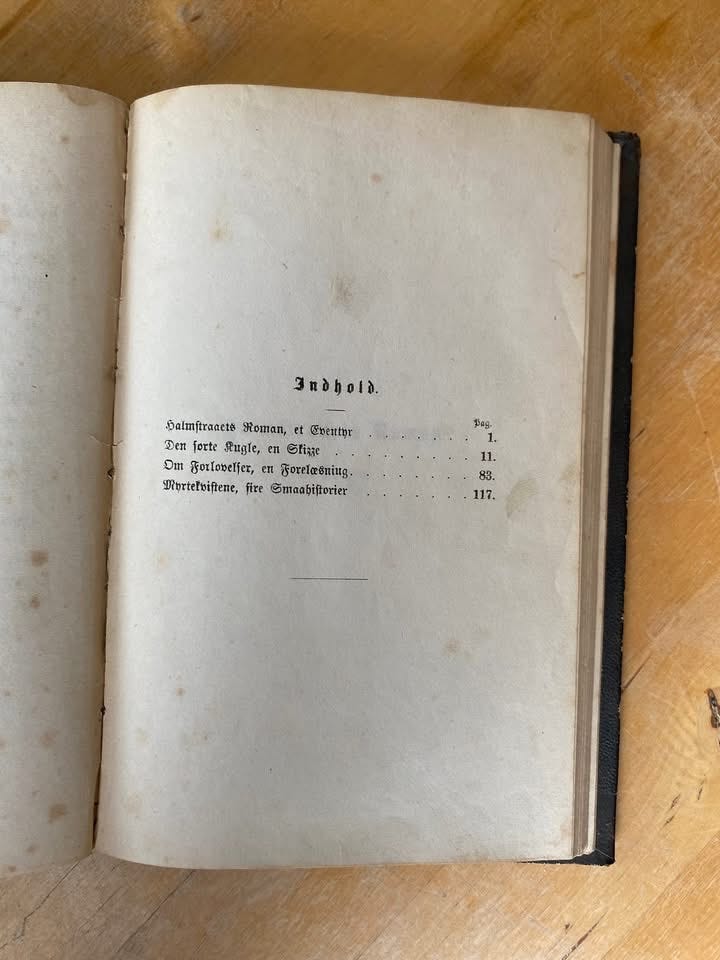 Indhold.
Pag.
Halmstraaets Roman, et Eventyr . . . . . . . 1.
Den sorte Kugle, en Skizze . . . . . . . . 11.
Om Forlovelser, en Forelæsning . . . . . . . 83.
Myrtekvistene, fire Smaahistorier . . . . . . . 117.